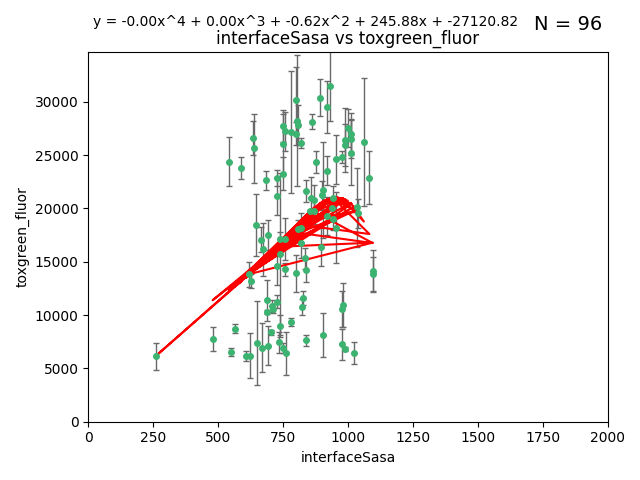 y = -0.00x^4 + 0.00x^3 + -0.62x^2 + 245.88x + -27120.82
N = 96
interfaceSasa vs toxgreen_fluor
30000
25000
20000
15000
10000
5000
0
toxgreen_fluor
0 250 500 750 1000 1250 1500 1750 2000
interfaceSasa